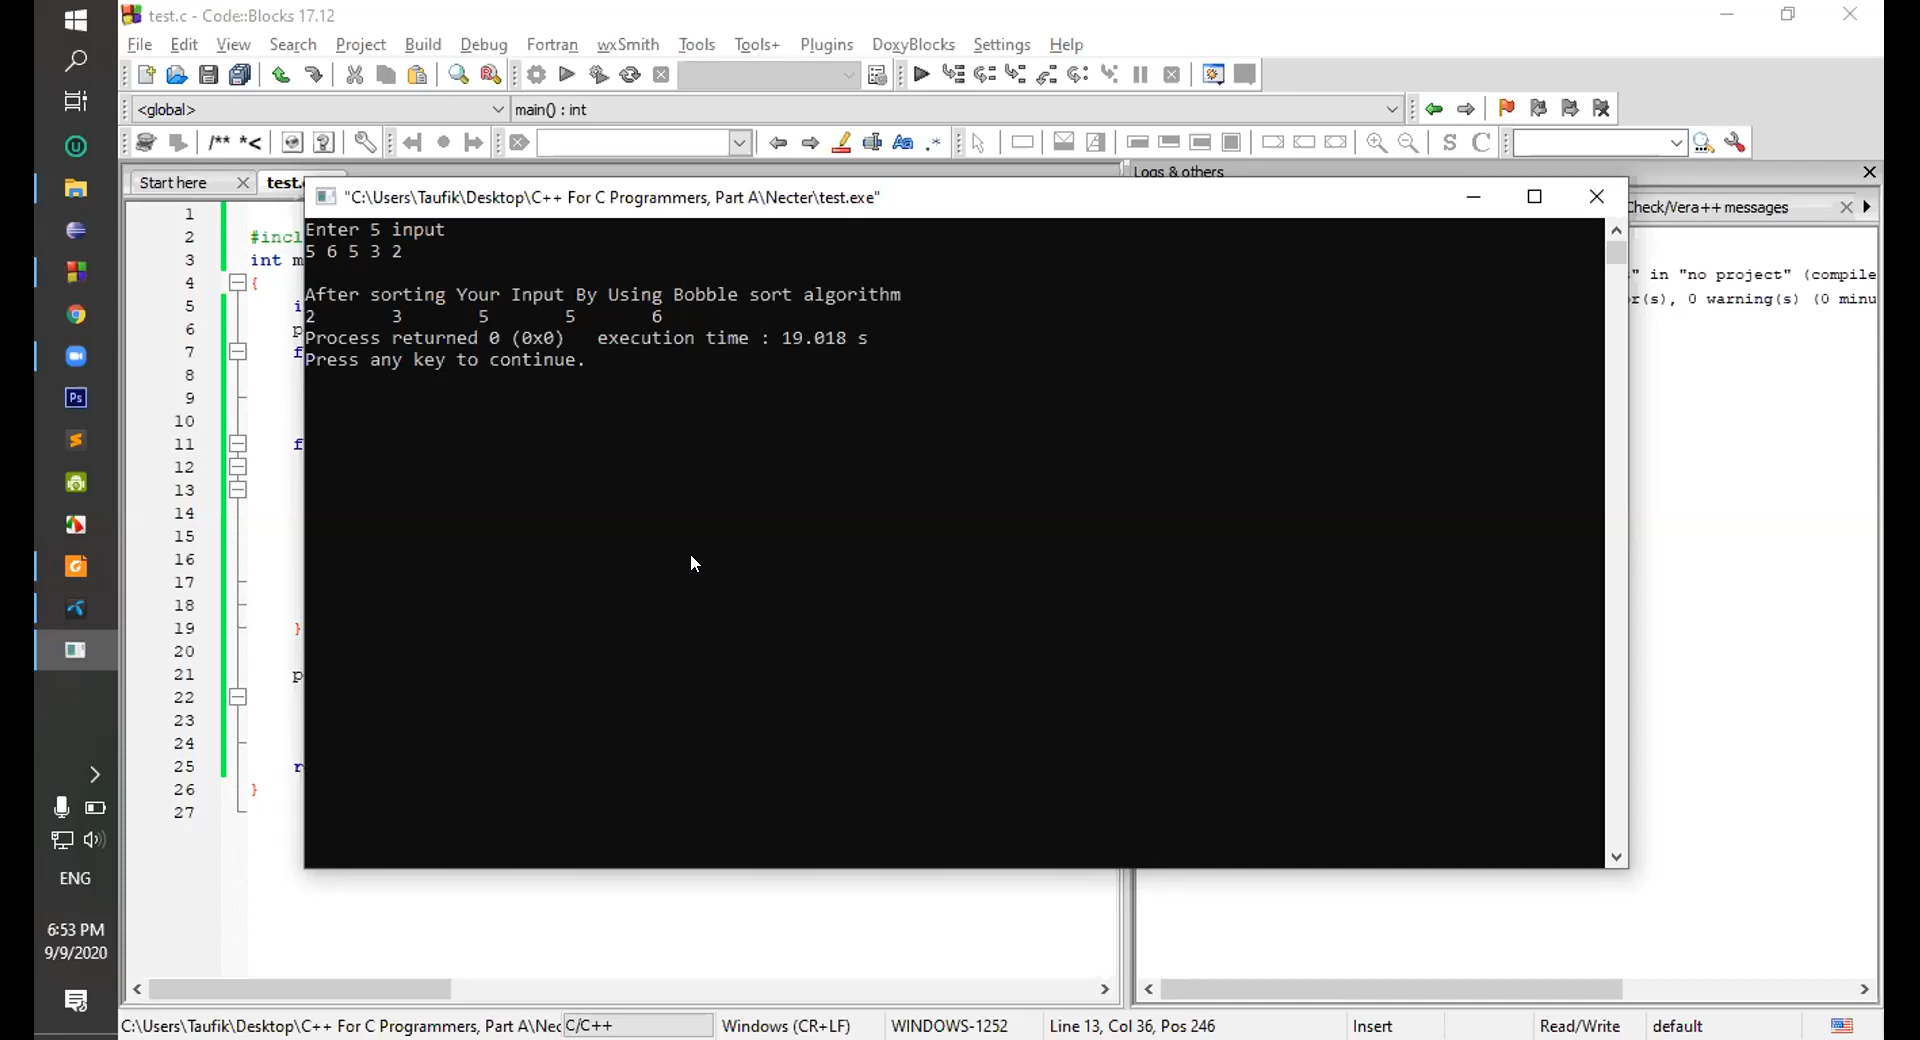 test.c - Code::Blocks 17.12
File Edit View Search Project Build Debug Fortran wxSmith Tools Tools+ Plugins DoxyBlocks Settings Help
<global> main() : int
/** *<
S C
Start here test.
Logs & others
Check/Vera++ messages
"C:\Users\Taufik\Desktop\C++ For C Programmers, Part A\Necter\test.exe"
Enter 5 input
5 6 5 3 2
After sorting Your Input By Using Bobble sort algorithm
2 3 5 5 6
Process returned 0 (0x0) execution time : 19.018 s
Press any key to continue.
1
2 #incl
3 int m
4 {
5 i
6 p
7 f
8
9
10
11 f
12
13
14
15
16
17
18
19 }
20
21 p
22
23
24
25 r
26 }
27
" in "no project" (compile
r(s), 0 warning(s) (0 minu
Ps
ENG
6:53 PM
9/9/2020
C:\Users\Taufik\Desktop\C++ For C Programmers, Part A\Nec C/C++ Windows (CR+LF) WINDOWS-1252 Line 13, Col 36, Pos 246 Insert Read/Write default